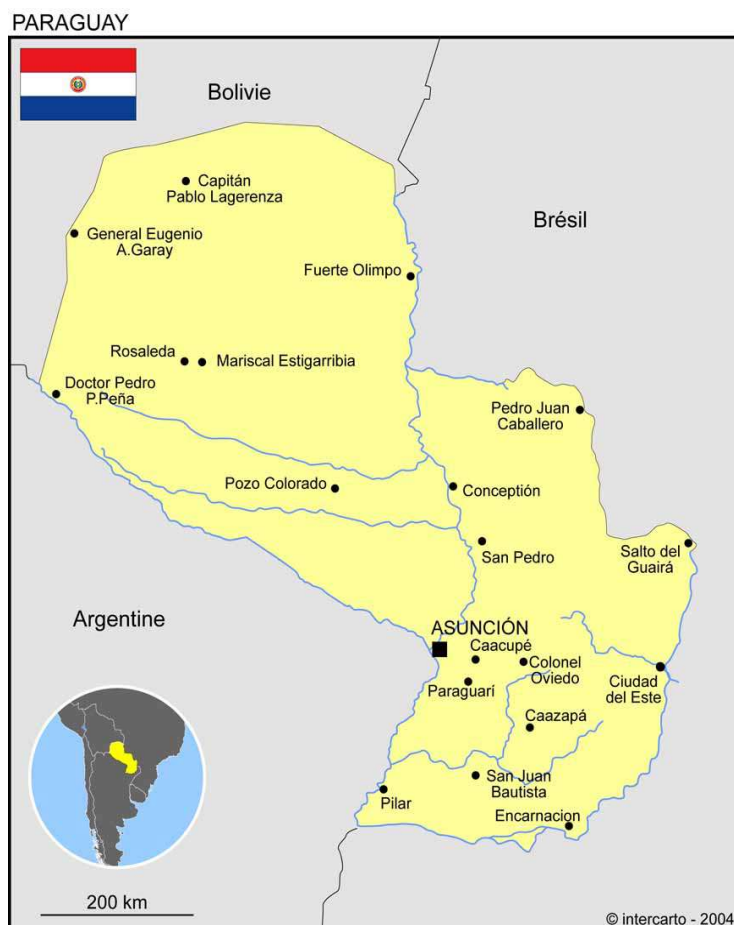 PARAGUAY
Bolivie
Capitán
Pablo Lagerenza
Brésil
General Eugenio
A.Garay
Fuerte Olimpo
Rosaleda
Mariscal Estigarribia
Doctor Pedro
P.Peña
Pedro Juan
Caballero
Pozo Colorado
Conceptión
San Pedro
Salto del
Guairá
Argentine
ASUNCIÓN
Caacupé
Colonel
Oviedo
Paraguarí
Ciudad
del Este
Caazapá
San Juan
Bautista
Pilar
Encarnacion
200 km
© intercarto - 2004